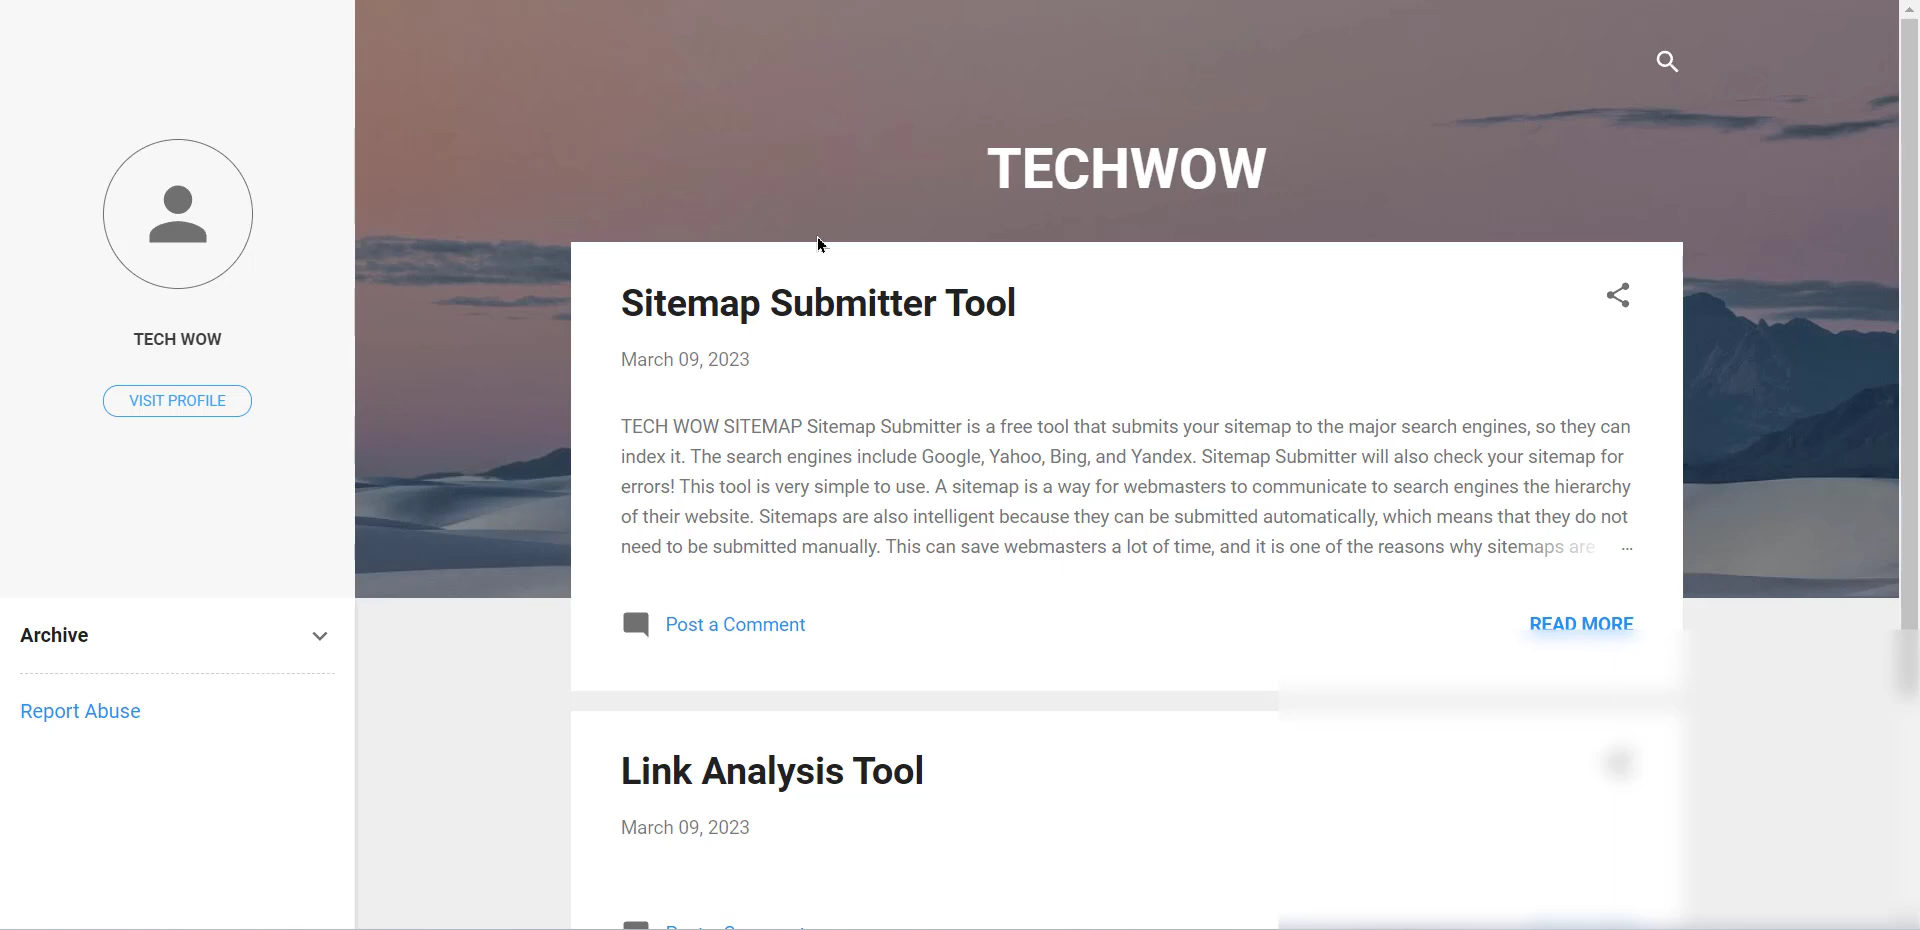 TECHWOW
TECH WOW
VISIT PROFILE
Archive
Report Abuse
Sitemap Submitter Tool
March 09, 2023
TECH WOW SITEMAP Sitemap Submitter is a free tool that submits your sitemap to the major search engines, so they can
index it. The search engines include Google, Yahoo, Bing, and Yandex. Sitemap Submitter will also check your sitemap for
errors! This tool is very simple to use. A sitemap is a way for webmasters to communicate to search engines the hierarchy
of their website. Sitemaps are also intelligent because they can be submitted automatically, which means that they do not
need to be submitted manually. This can save webmasters a lot of time, and it is one of the reasons why sitemaps are ...
Post a Comment
READ MORE
Link Analysis Tool
March 09, 2023